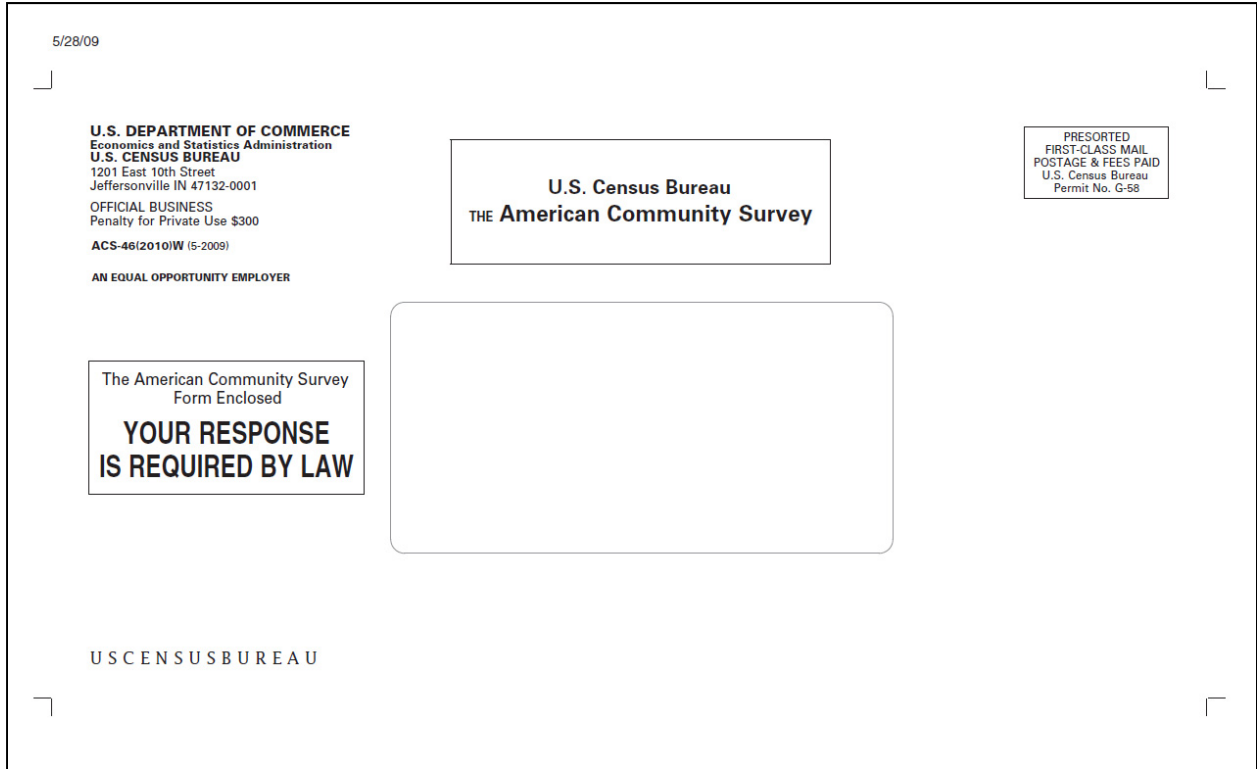 5/28/09
U.S. DEPARTMENT OF COMMERCE
Economics and Statistics Administration
U.S. CENSUS BUREAU
1201 East 10th Street
Jeffersonville IN 47132-0001
OFFICIAL BUSINESS
Penalty for Private Use $300
ACS-46(2010)W (5-2009)
AN EQUAL OPPORTUNITY EMPLOYER
U.S. Census Bureau
THE American Community Survey
PRESORTED
FIRST-CLASS MAIL
POSTAGE & FEES PAID
U.S. Census Bureau
Permit No. G-58
The American Community Survey
Form Enclosed
YOUR RESPONSE
IS REQUIRED BY LAW
USCENSUSBUREAU